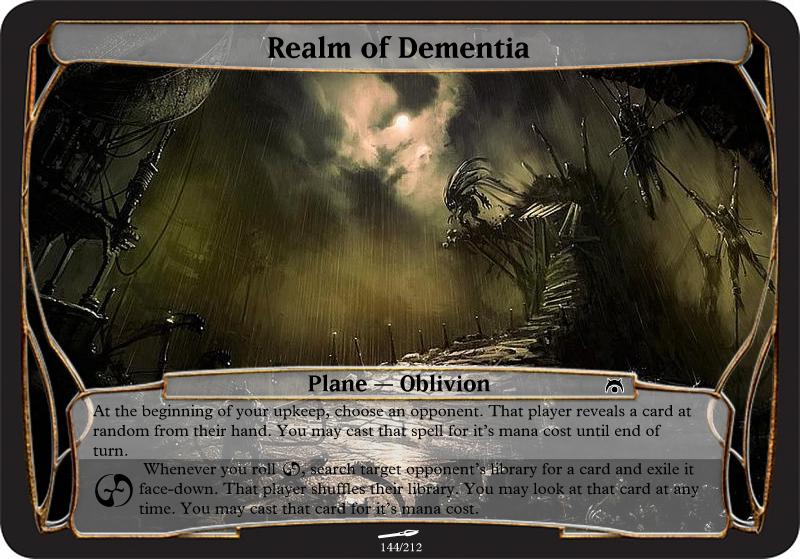 Realm of Dementia
Plane — Oblivion
At the beginning of your upkeep, choose an opponent. That player reveals a card at
random from their hand. You may cast that spell for it's mana cost until end of
turn.
Whenever you roll , search target opponent's library for a card and exile it
face-down. That player shuffles their library. You may look at that card at any
time. You may cast that card for it's mana cost.
144/212